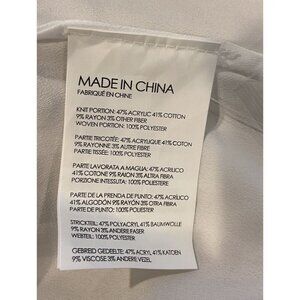 MADE IN CHINA
FABRIQUÉ EN CHINE
KNIT PORTION: 47% ACRYLIC 41% COTTON
9% RAYON 3% OTHER FIBER
WOVEN PORTION: 100% POLYESTER
PARTIE TRICOTÉE: 47% ACRYLIQUE 41% COTON
9% RAYONNE 3% AUTRE FIBRE
PARTIE TISSÉE: 100% POLYESTER
PARTE LAVORATA A MAGLIA: 47% ACRILICO
41% COTONE 9% RAION 3% ALTRA FIBRA
PORZIONE INTESSUTA: 100% POLIESTERE
PARTE DE LA PRENDA DE PUNTO: 47% ACRÍLICO
41% ALGODÓN 9% RAYÓN 3% OTRA FIBRA
PARTE DE PUNTO: 100% POLIÉSTER
STRICKTEIL: 47% POLYACRYL 41% BAUMWOLLE
9% RAYON 3% ANDERE FASER
WEBTEIL: 100% POLYESTER
GEBREID GEDEELTE: 47% ACRYL 41% KATOEN
9% VISCOSE 3% ANDERE VEZEL